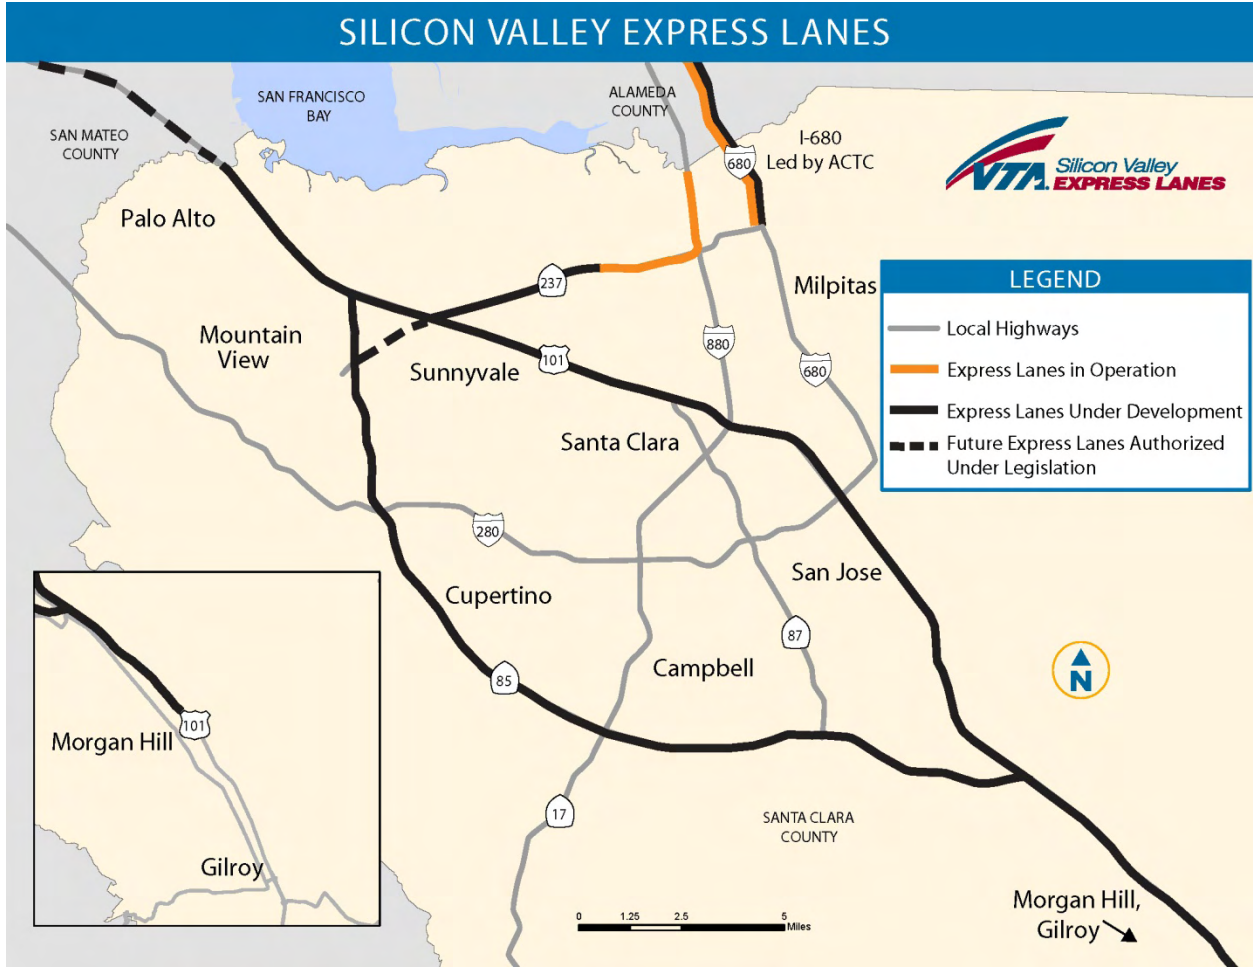 SILICON VALLEY EXPRESS LANES
SAN FRANCISCO
BAY
ALAMEDA
COUNTY
SAN MATEO
COUNTY
I-680
Led by ACTC
680
VTA Silicon Valley
EXPRESS LANES
Palo Alto
237
Milpitas
LEGEND
Local Highways
Express Lanes in Operation
Express Lanes Under Development
Future Express Lanes Authorized
Under Legislation
Mountain
View
Sunnyvale
101
880
680
Santa Clara
280
San Jose
Cupertino
87
Campbell
85
N
101
Morgan Hill
17
SANTA CLARA
COUNTY
Gilroy
0 1.25 2.5 5
Miles
Morgan Hill,
Gilroy